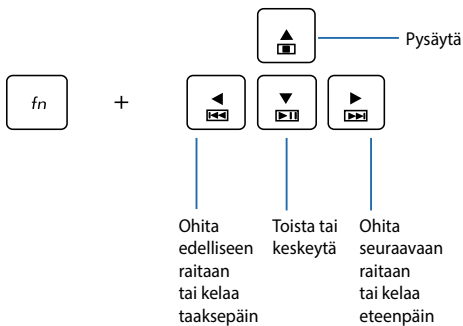 Pysäytä
fn +
Ohita
edelliseen
raitaan
tai kelaa
taaksepäin
Toista tai
keskeytä
Ohita
seuraavaan
raitaan
tai kelaa
eteenpäin